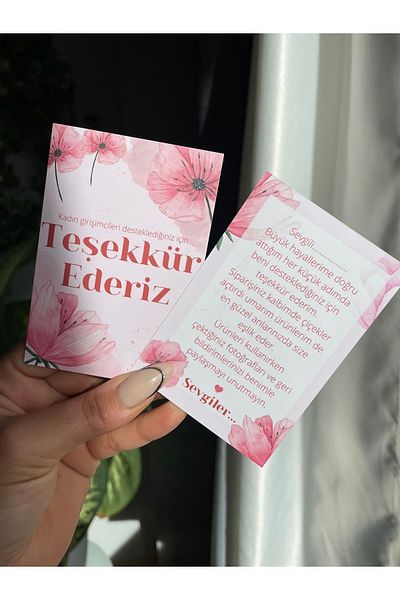 Kadın girişimcileri desteklediğiniz için
Teşekkür
Ederiz
Sevgili...............
Büyük hayallerime doğru
attığım her küçük adımda
beni desteklediğiniz için
teşekkür ederim.
Siparişiniz kalbimde çiçekler
açtırdı umarım ürünlerim de
en güzel anlarınızda size
eşlik eder
Ürünleri kullanırken
çektiğiniz fotoğrafları ve geri
bildirimlerinizi benimle
paylaşmayı unutmayın.
Sevgiler...